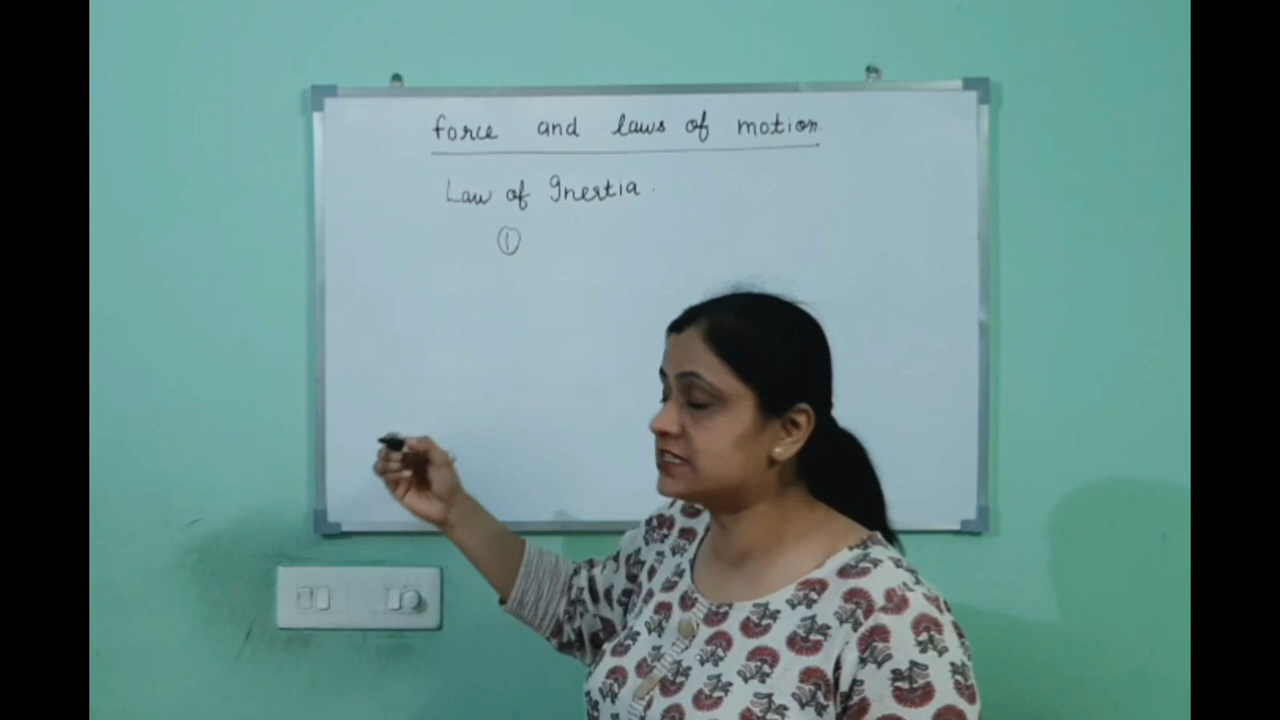 force and laws of motion.
Law of Inertia.
①